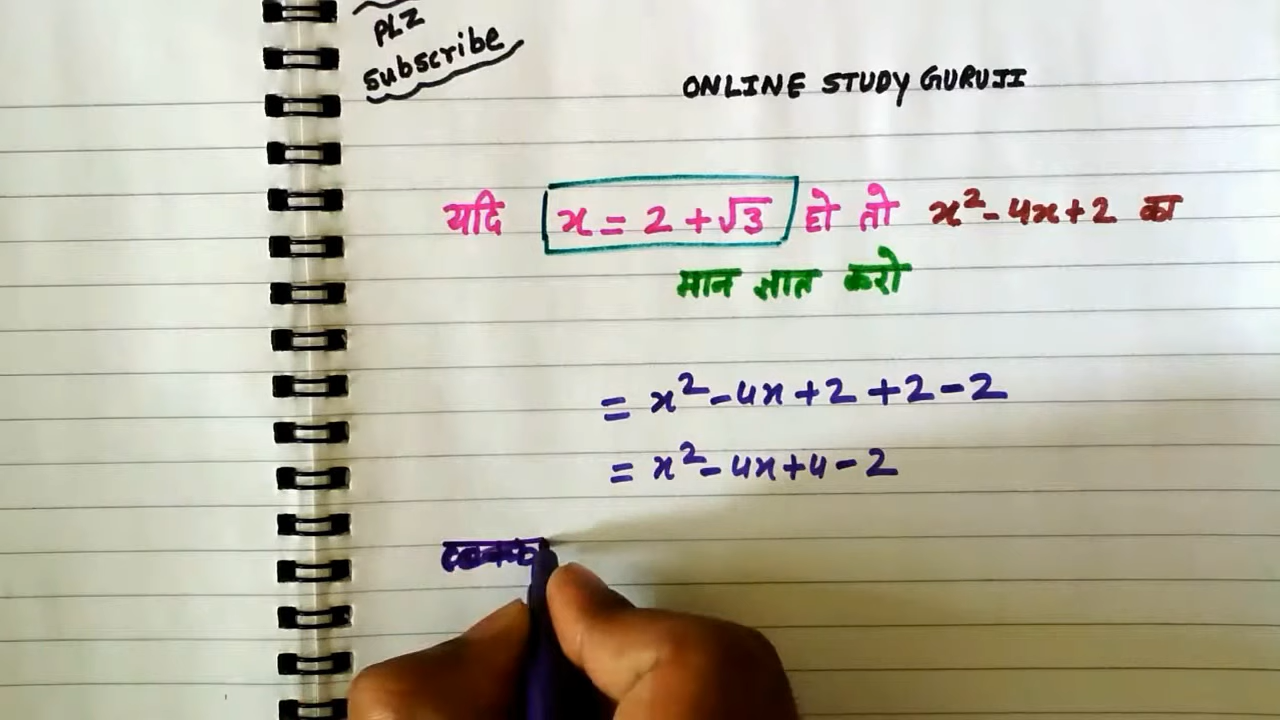 PLZ
subscribe
ONLINE STUDY GURUJI
यदि x = 2 + √3 हो तो x² - 4x + 2 का
मान ज्ञात करो
= x² - 4x + 2 + 2 - 2
= x² - 4x + 4 - 2